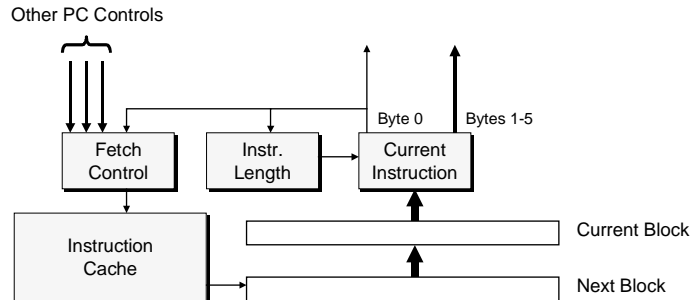 Other PC Controls
Byte 0
Bytes 1-5
Fetch
Control
Instr.
Length
Current
Instruction
Instruction
Cache
Current Block
Next Block